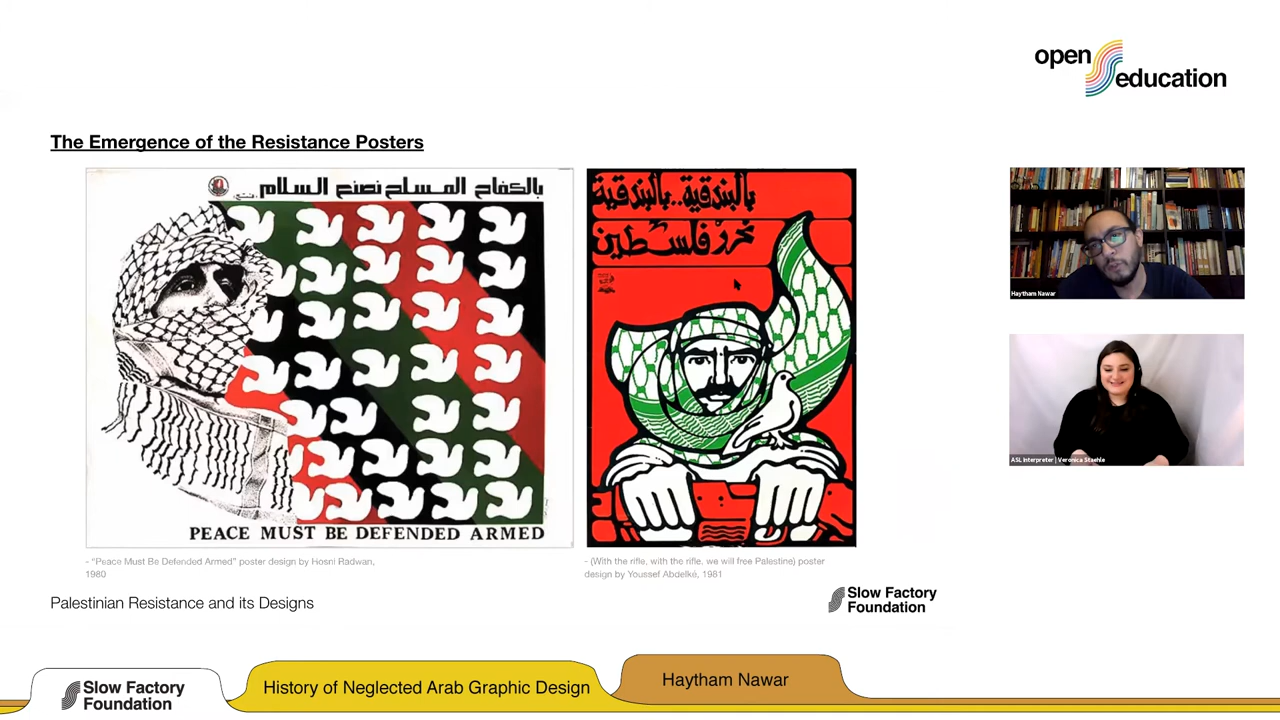 open
education
The Emergence of the Resistance Posters
بالكفاح المسلح نصنع السلام
PEACE MUST BE DEFENDED ARMED
بالبندقية..بالبندقية
نحرر فلسطين
- “Peace Must Be Defended Armed” poster design by Hosni Radwan,
1980
- (With the rifle, with the rifle, we will free Palestine) poster
design by Youssef Abdelké, 1981
Palestinian Resistance and its Designs
Slow Factory
Foundation
Haytham Nawar
ASL Interpreter | Veronica Staehle
Slow Factory
Foundation
History of Neglected Arab Graphic Design
Haytham Nawar